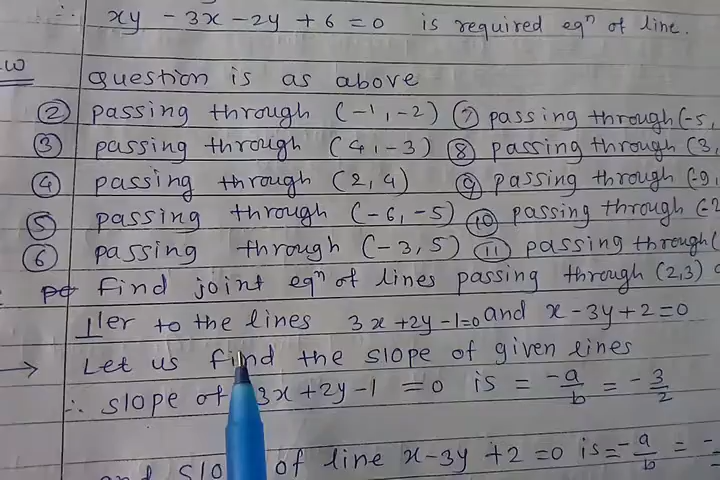 ∴ xy - 3x - 2y + 6 = 0 is required eqⁿ of line.
question is as above
② passing through (-1, -2) ⑦ passing through (-5,
③ passing through (4, -3) ⑧ passing through (3,
④ passing through (2, 4) ⑨ passing through (-9,
⑤ passing through (-6, -5) ⑩ passing through (-2
⑥ passing through (-3, 5) ⑪ passing through (
Find joint eqⁿ of lines passing through (2,3)
⊥er to the lines 3x+2y-1=0 and x-3y+2=0
→ Let us find the slope of given lines
∴ slope of 3x+2y-1 = 0 is = -a/b = -3/2
and slo of line x-3y+2=0 is = -a/b = -